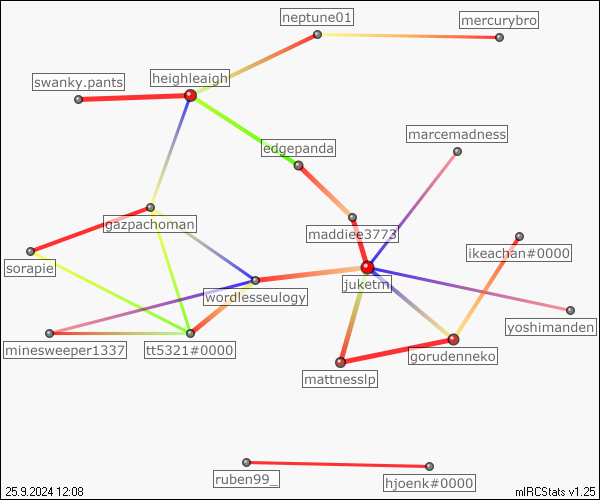 neptune01
mercurybro
heighleaigh
swanky.pants
marcemadness
edgepanda
gazpachoman
maddiee3773
ikeachan#0000
sorapie
juketm
wordlesseulogy
yoshimanden
minesweeper1337
tt5321#0000
gorudenneko
mattnesslp
ruben99_
hjoenk#0000
25.9.2024 12:08
mIRCStats v1.25